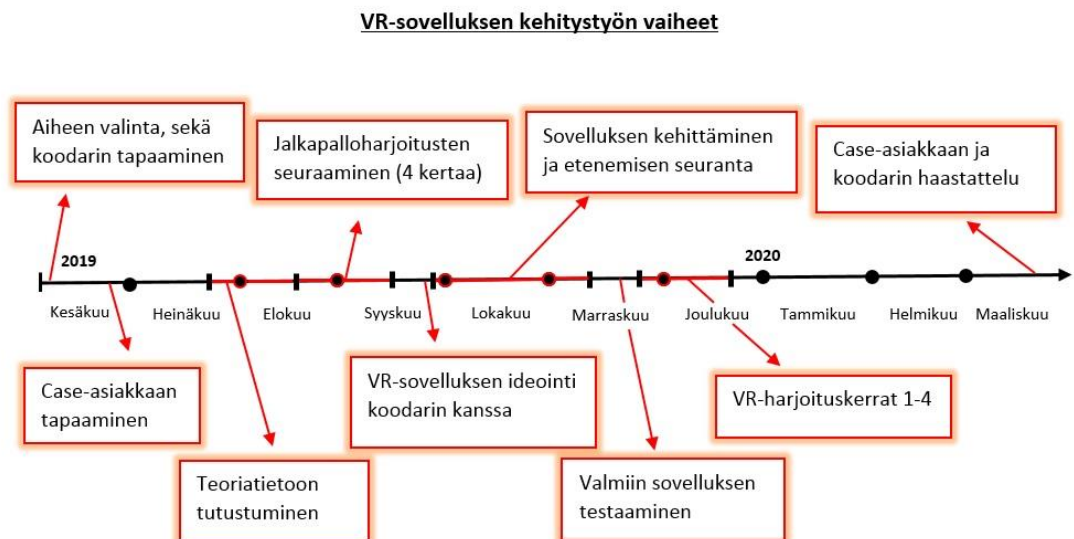 VR-sovelluksen kehitystyön vaiheet
Aiheen valinta, sekä
koodarin tapaaminen
Jalkapalloharjoitusten
seuraaminen (4 kertaa)
Sovelluksen kehittäminen
ja etenemisen seuranta
Case-asiakkaan ja
koodarin haastattelu
2019
2020
Kesäkuu
Heinäkuu
Elokuu
Syyskuu
Lokakuu
Marraskuu
Joulukuu
Tammikuu
Helmikuu
Maaliskuu
Case-asiakkaan
tapaaminen
VR-sovelluksen ideointi
koodarin kanssa
VR-harjoituskerrat 1-4
Teoriatietoon
tutustuminen
Valmiin sovelluksen
testaaminen